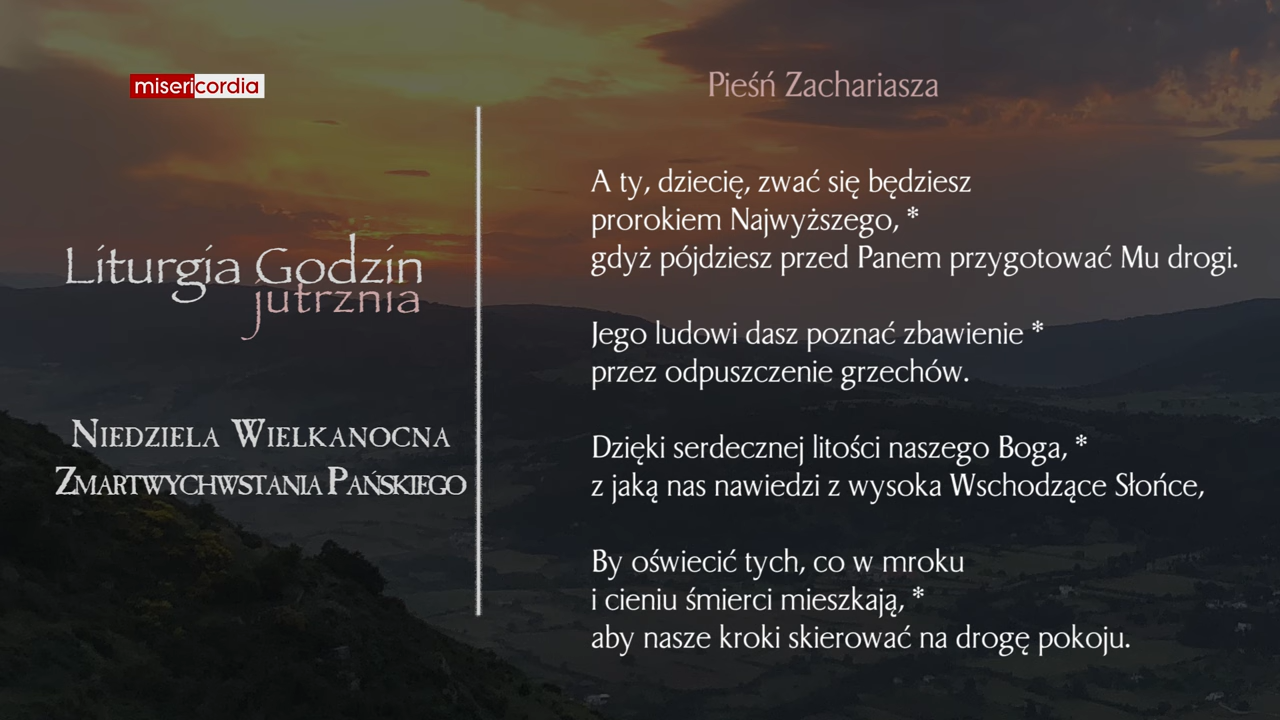 misericordia
Liturgia Godzin
jutrznia
Niedziela Wielkanocna
Zmartwychwstania Pańskiego
Pieśń Zachariasza
A ty, dziecię, zwać się będziesz
prorokiem Najwyższego, *
gdyż pójdziesz przed Panem przygotować Mu drogi.
Jego ludowi dasz poznać zbawienie *
przez odpuszczenie grzechów.
Dzięki serdecznej litości naszego Boga, *
z jaką nas nawiedzi z wysoka Wschodzące Słońce,
By oświecić tych, co w mroku
i cieniu śmierci mieszkają, *
aby nasze kroki skierować na drogę pokoju.